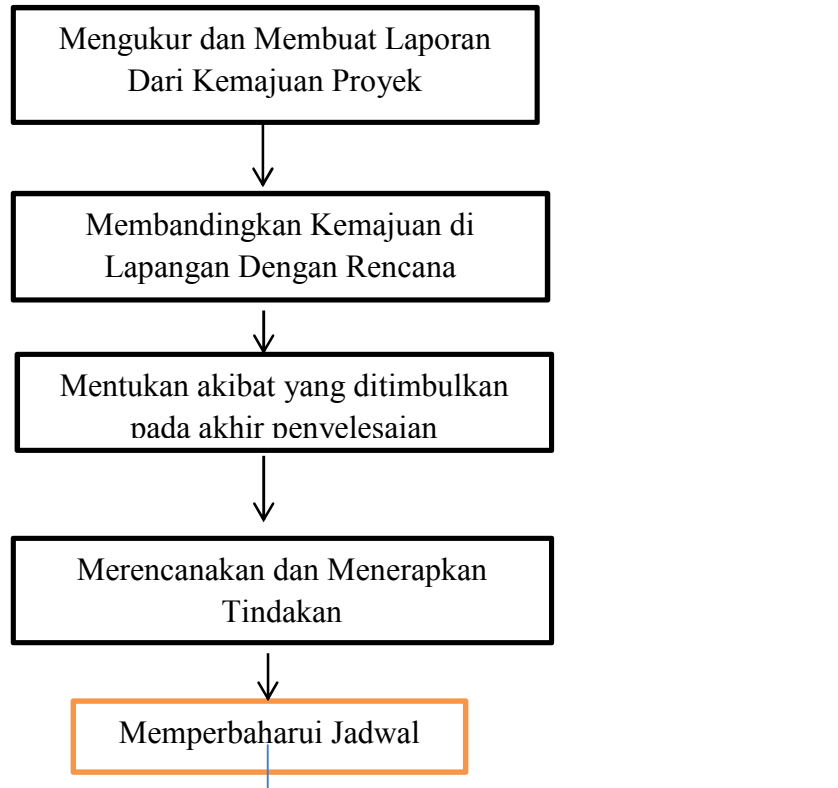 Mengukur dan Membuat Laporan
Dari Kemajuan Proyek
Membandingkan Kemajuan di
Lapangan Dengan Rencana
Mentukan akibat yang ditimbulkan
pada akhir penyelesaian
Merencanakan dan Menerapkan
Tindakan
Memperbaharui Jadwal